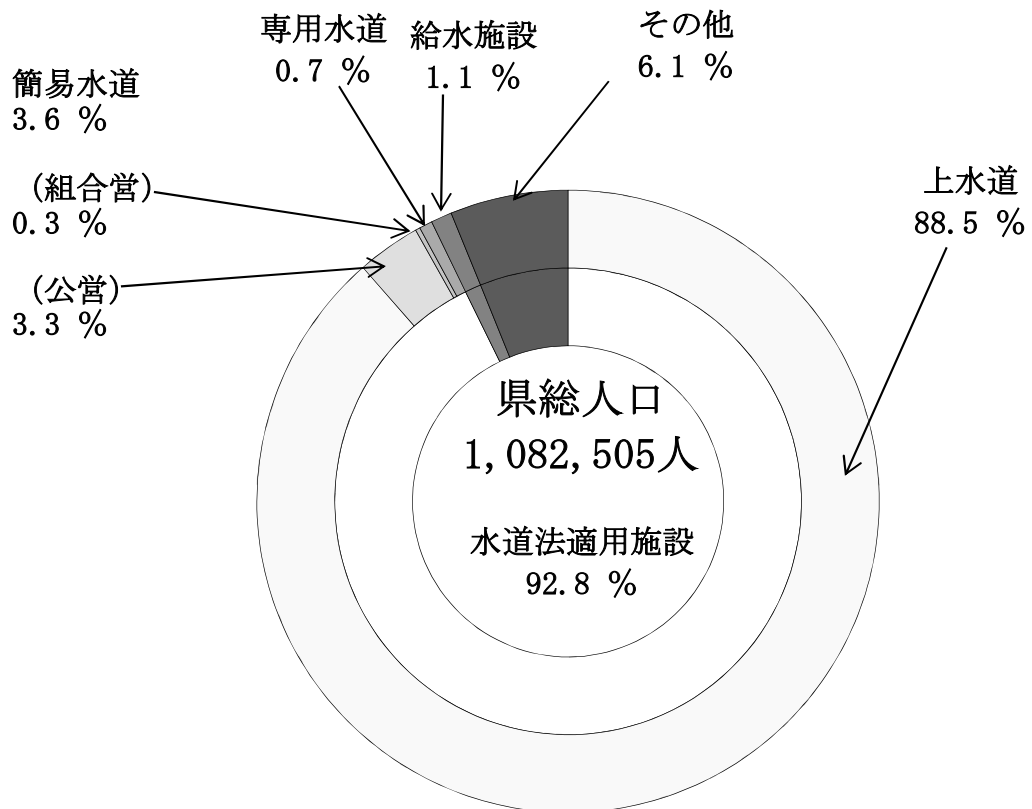 専用水道
0.7 %
給水施設
1.1 %
その他
6.1 %
簡易水道
3.6 %
(組合営)
0.3 %
(公営)
3.3 %
上水道
88.5 %
県総人口
1,082,505人
水道法適用施設
92.8 %